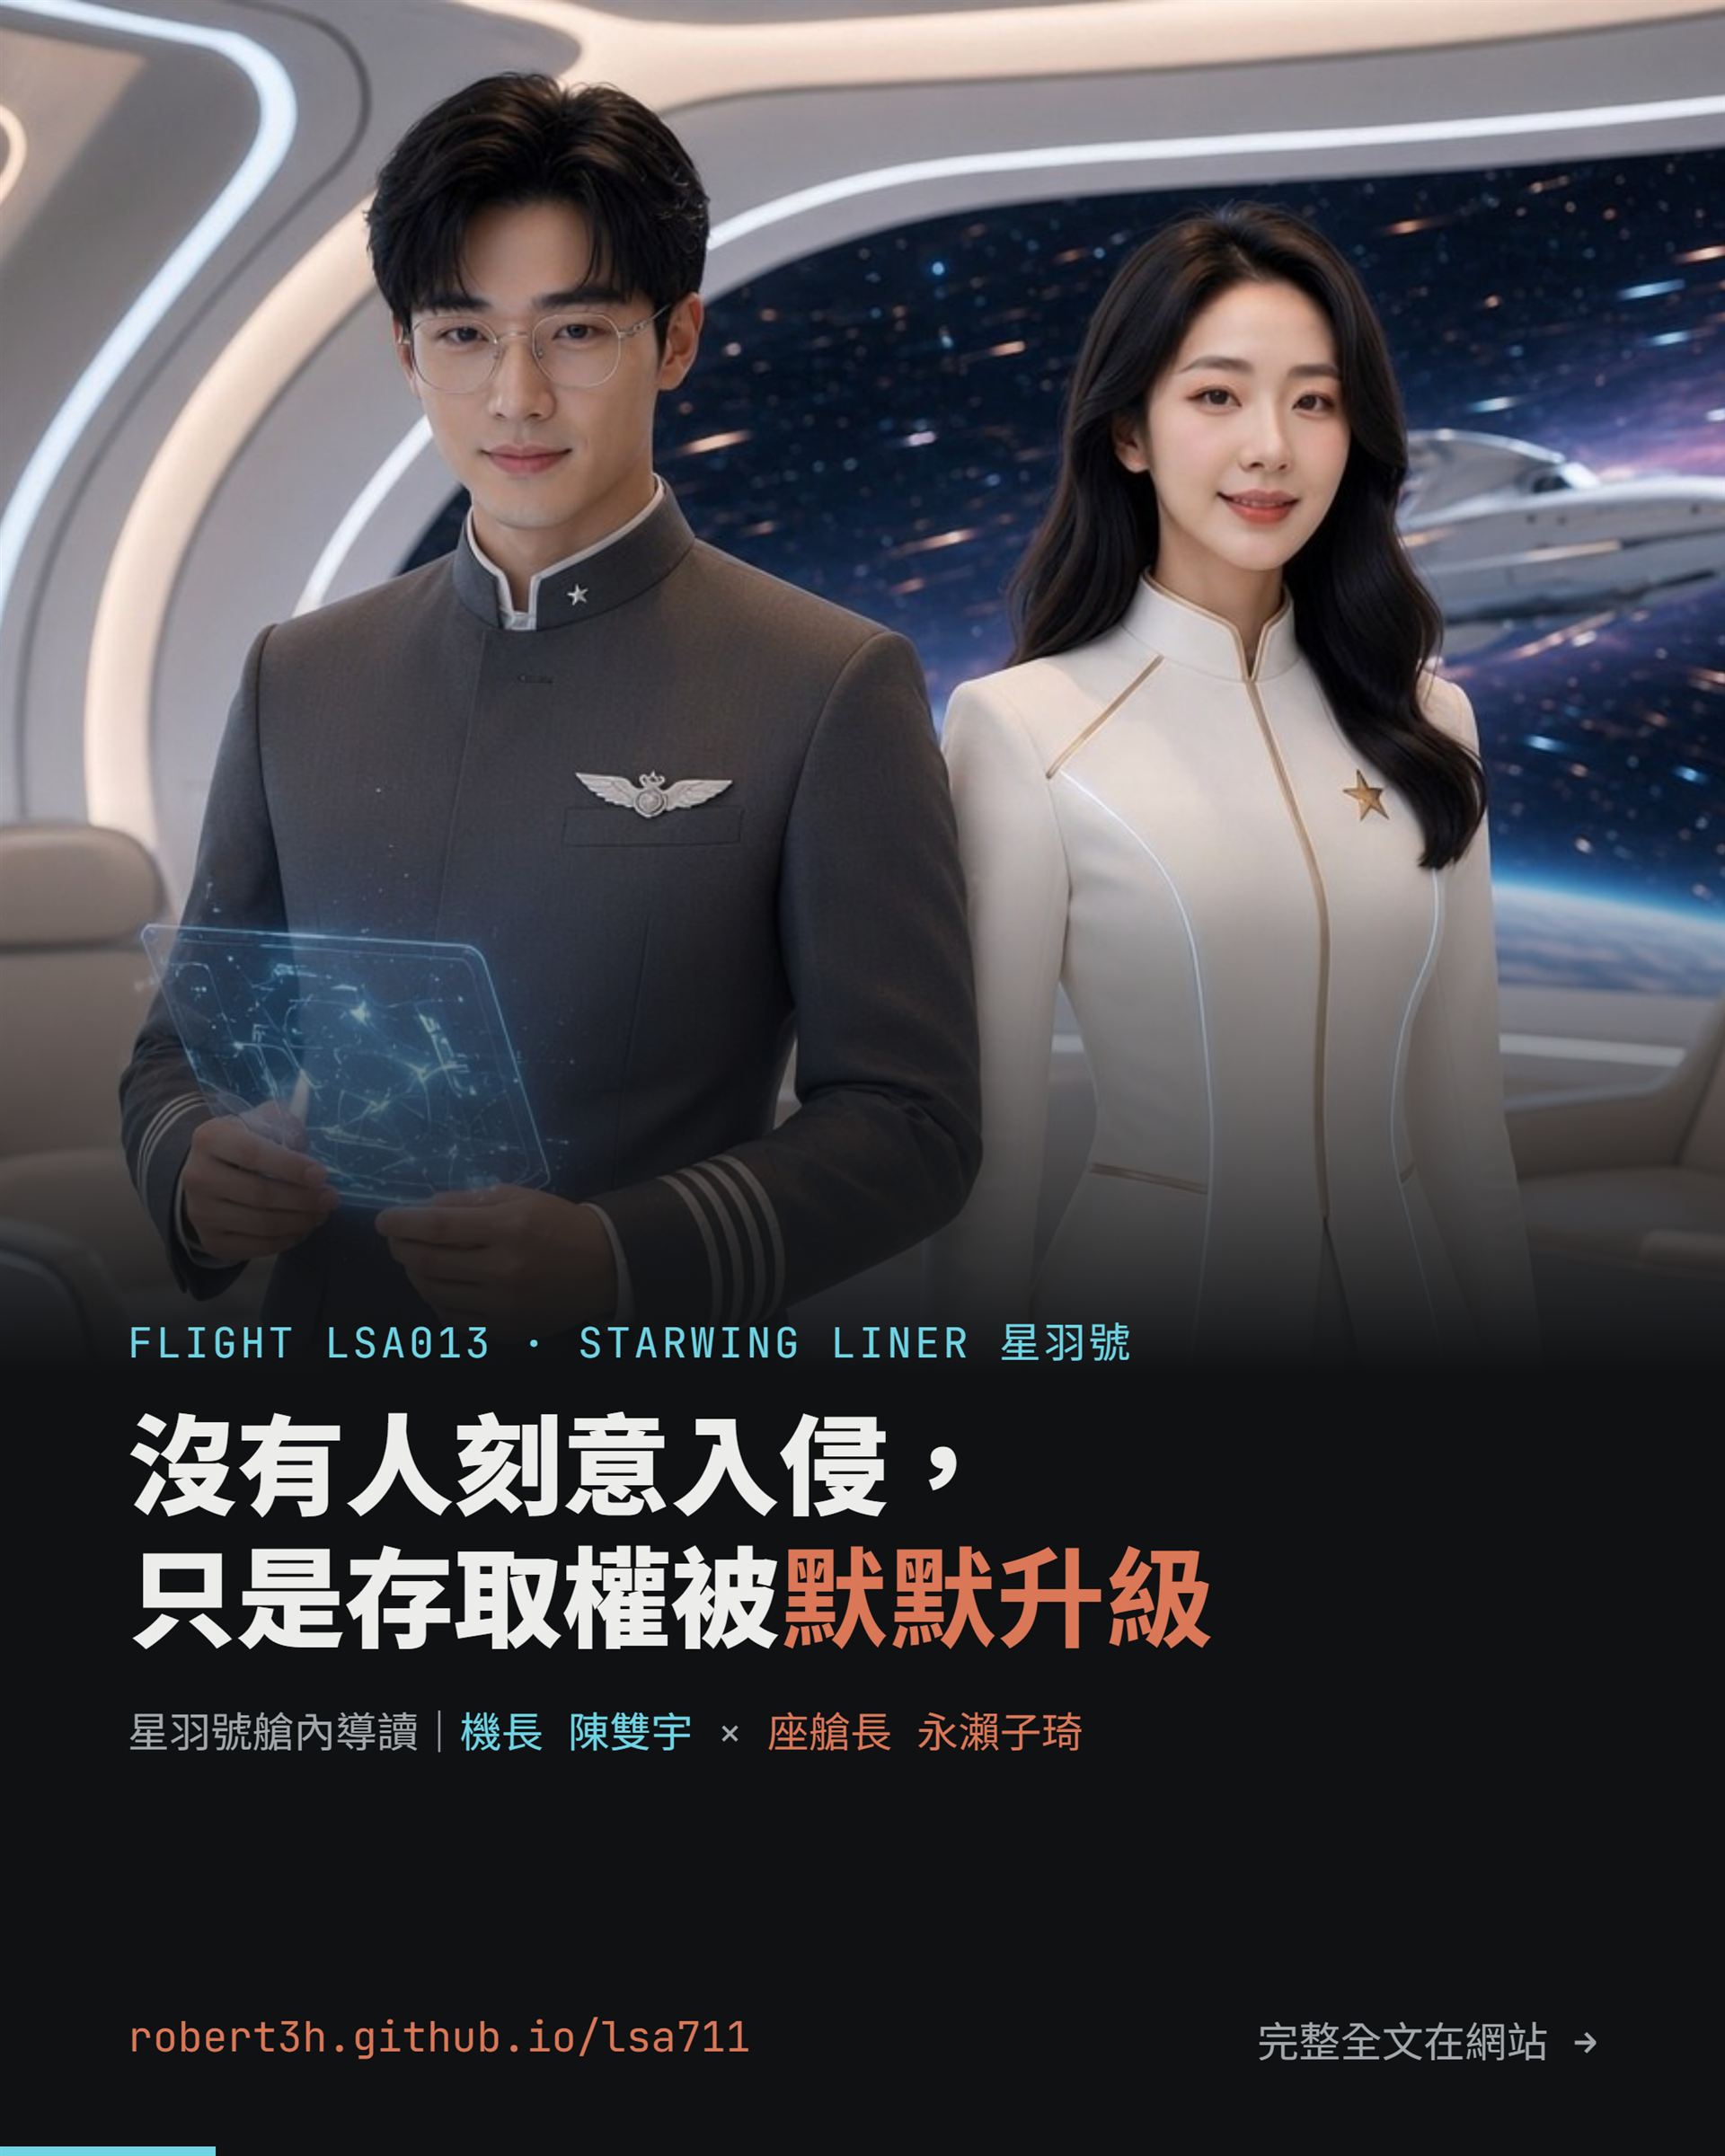 FLIGHT LSA013 · STARWING LINER 星羽號
沒有人刻意入侵，
只是存取權被默默升級
星羽號艙內導讀｜機長 陳雙宇 × 座艙長 永瀨子琦
robert3h.github.io/lsa711
完整全文在網站 →